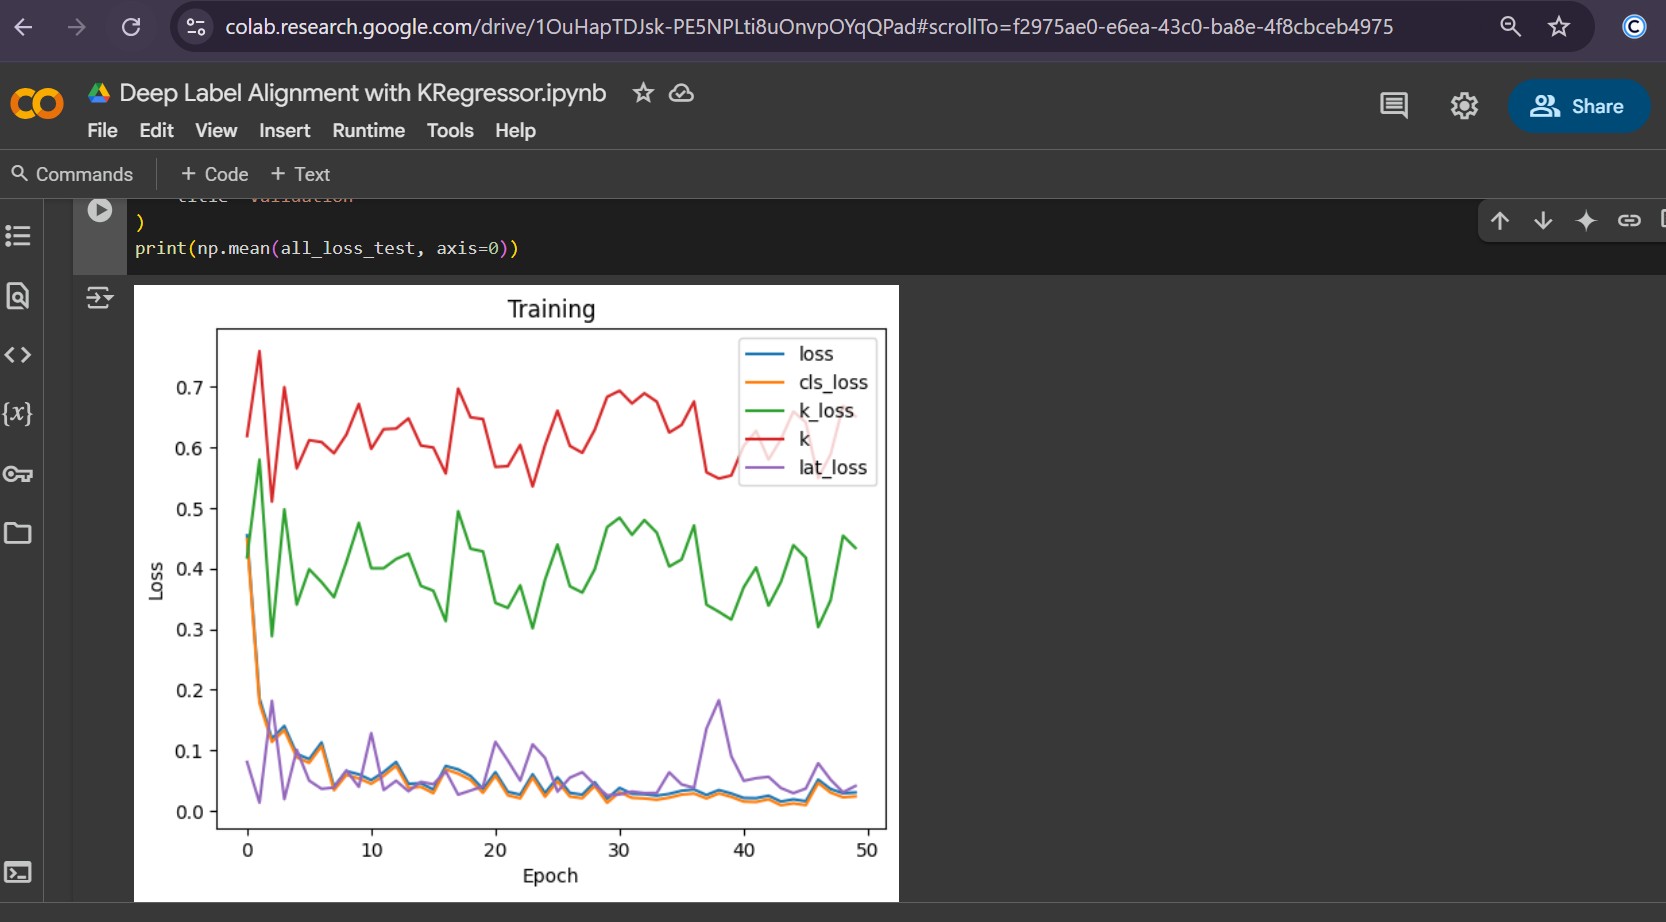 colab.research.google.com/drive/1OuHapTDJsk-PE5NPLti8uOnvpOYqQPad#scrollTo=f2975ae0-e6ea-43c0-ba8e-4f8cbceb4975
Deep Label Alignment with KRegressor.ipynb
File Edit View Insert Runtime Tools Help
Share
Commands + Code + Text
)
print(np.mean(all_loss_test, axis=0))
{x}
Training
loss
cls_loss
k_loss
k
lat_loss
0.7
0.6
0.5
0.4
0.3
0.2
0.1
0.0
Loss
0 10 20 30 40 50
Epoch